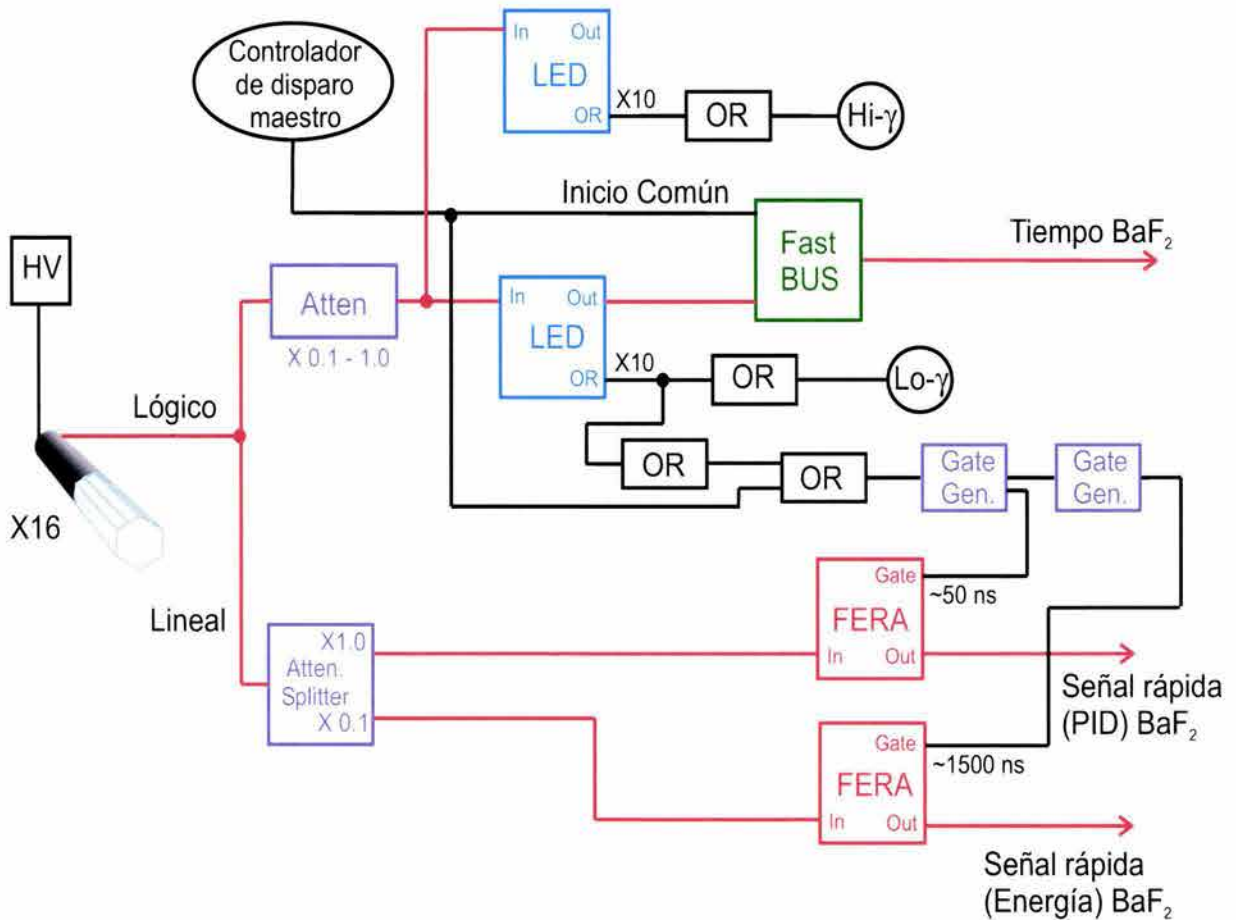 Controlador
de disparo
maestro
In Out
LED
OR
X10
OR
Hi-γ
Inicio Común
Fast
BUS
Tiempo BaF₂
HV
Atten
X 0.1 - 1.0
In Out
LED
OR
X10
OR
Lo-γ
Lógico
OR
OR
Gate
Gen.
Gate
Gen.
X16
Lineal
X1.0
Atten.
Splitter
X 0.1
Gate
FERA
In Out
~50 ns
Señal rápida
(PID) BaF₂
Gate
FERA
In Out
~1500 ns
Señal rápida
(Energía) BaF₂